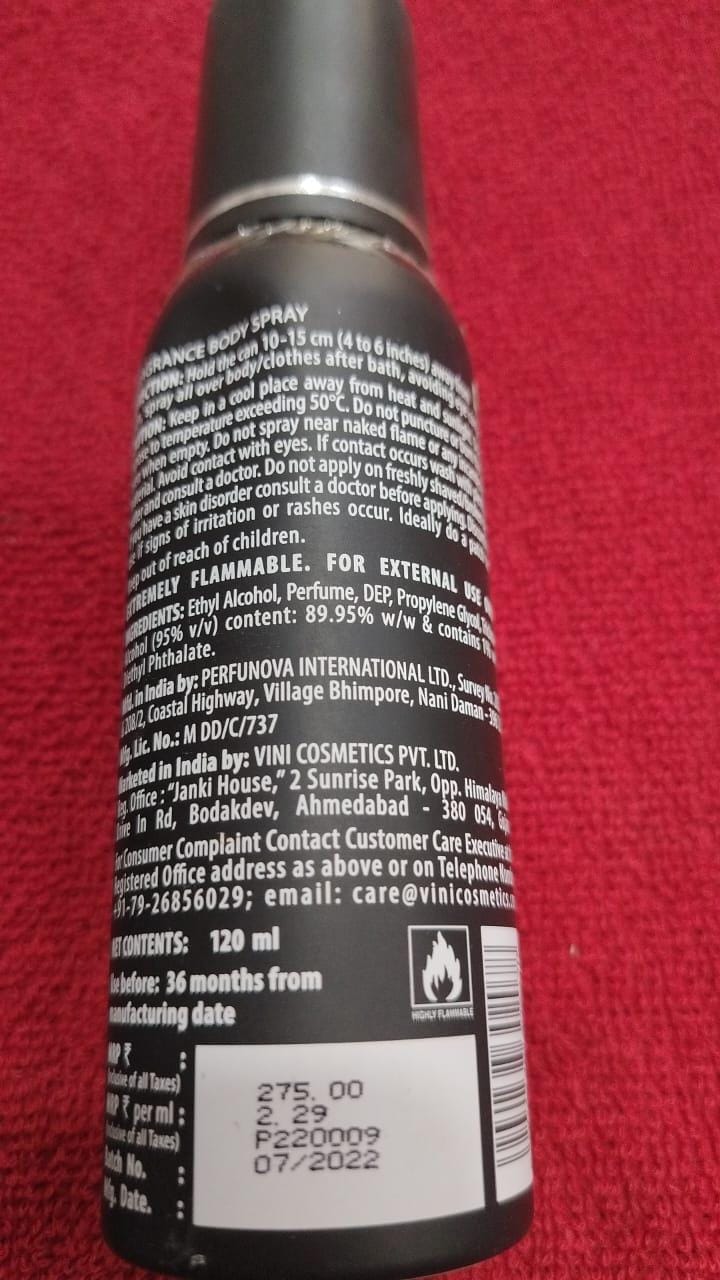 GRANCE BODY SPRAY
CTION: Hold the can 10-15 cm (4 to 6 inches)
spray all over body/clothes after bath, avoiding
TION: Keep in a cool place away from heat and
to temperature exceeding 50°C. Do not puncture or
when empty. Do not spray near naked flame or any
Avoid contact with eyes. If contact occurs wash
and consult a doctor. Do not apply on freshly shaved
you have a skin disorder consult a doctor before applying.
if signs of irritation or rashes occur. Ideally do a
ep out of reach of children.
EXTREMELY FLAMMABLE. FOR EXTERNAL USE
INGREDIENTS: Ethyl Alcohol, Perfume, DEP, Propylene Glycol,
Alcohol (95% v/v) content: 89.95% w/w & contains
ethyl Phthalate.
Mfd. in India by: PERFUNOVA INTERNATIONAL LTD., Survey No.
208/2, Coastal Highway, Village Bhimpore, Nani Daman -
Mfg. Lic. No.: M DD/C/737
Marketed in India by: VINI COSMETICS PVT. LTD.
Reg. Office : "Janki House," 2 Sunrise Park, Opp. Himalaya
Drive In Rd, Bodakdev, Ahmedabad - 380 054,
For Consumer Complaint Contact Customer Care Executive at
Registered Office address as above or on Telephone
+91-79-26856029; email: care@vinicosmetics.
NET CONTENTS: 120 ml
Use before: 36 months from
manufacturing date
HIGHLY FLAMMABLE
MRP ₹ : 275.00
(Inclusive of all Taxes)
MRP ₹ per ml : 2.29
(Inclusive of all Taxes)
Batch No. : P220009
Mfg. Date. : 07/2022